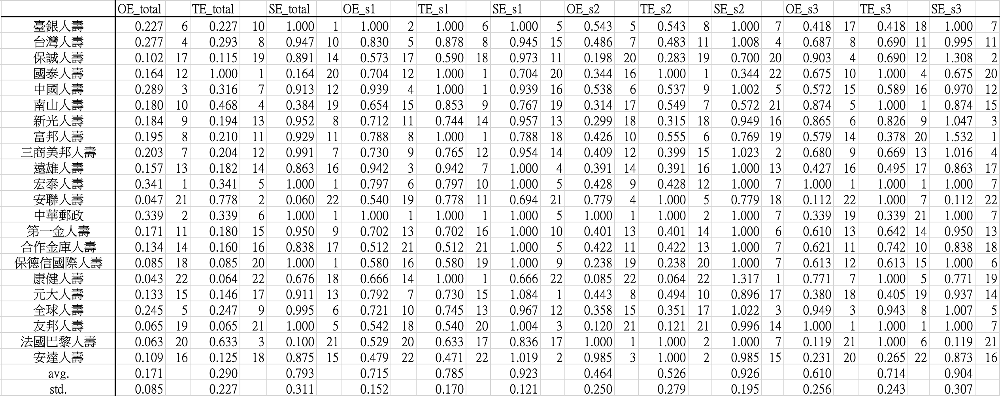 OE_total TE_total SE_total OE_s1 TE_s1 SE_s1 OE_s2 TE_s2 SE_s2 OE_s3 TE_s3 SE_s3
臺銀人壽 0.227 6 0.227 10 1.000 1 1.000 2 1.000 6 1.000 5 0.543 5 0.543 8 1.000 7 0.418 17 0.418 18 1.000 7
台灣人壽 0.277 4 0.293 8 0.947 10 0.830 5 0.878 8 0.945 15 0.486 7 0.483 11 1.008 4 0.687 8 0.690 11 0.995 11
保誠人壽 0.102 17 0.115 19 0.891 14 0.573 17 0.590 18 0.973 11 0.198 20 0.283 19 0.700 20 0.903 4 0.690 12 1.308 2
國泰人壽 0.164 12 1.000 1 0.164 20 0.704 12 1.000 1 0.704 20 0.344 16 1.000 1 0.344 22 0.675 10 1.000 4 0.675 20
中國人壽 0.289 3 0.316 7 0.913 12 0.939 4 1.000 1 0.939 16 0.538 6 0.537 9 1.002 5 0.572 15 0.589 16 0.970 12
南山人壽 0.180 10 0.468 4 0.384 19 0.654 15 0.853 9 0.767 19 0.314 17 0.549 7 0.572 21 0.874 5 1.000 1 0.874 15
新光人壽 0.184 9 0.194 13 0.952 8 0.712 11 0.744 14 0.957 13 0.299 18 0.315 18 0.949 16 0.865 6 0.826 9 1.047 3
富邦人壽 0.195 8 0.210 11 0.929 11 0.788 8 1.000 1 0.788 18 0.426 10 0.555 6 0.769 19 0.579 14 0.378 20 1.532 1
三商美邦人壽 0.203 7 0.204 12 0.991 7 0.730 9 0.765 12 0.954 14 0.409 12 0.399 15 1.023 2 0.680 9 0.669 13 1.016 4
遠雄人壽 0.157 13 0.182 14 0.863 16 0.942 3 0.942 7 1.000 4 0.391 14 0.391 16 1.000 13 0.427 16 0.495 17 0.863 17
宏泰人壽 0.341 1 0.341 5 1.000 1 0.797 6 0.797 10 1.000 5 0.428 9 0.428 12 1.000 7 1.000 1 1.000 1 1.000 7
安聯人壽 0.047 21 0.778 2 0.060 22 0.540 19 0.778 11 0.694 21 0.779 4 1.000 5 0.779 18 0.112 22 1.000 7 0.112 22
中華郵政 0.339 2 0.339 6 1.000 1 1.000 1 1.000 1 1.000 5 1.000 1 1.000 2 1.000 7 0.339 19 0.339 21 1.000 7
第一金人壽 0.171 11 0.180 15 0.950 9 0.702 13 0.702 16 1.000 10 0.401 13 0.401 14 1.000 6 0.610 13 0.642 14 0.950 13
合作金庫人壽 0.134 14 0.160 16 0.838 17 0.512 21 0.512 21 1.000 5 0.422 11 0.422 13 1.000 7 0.621 11 0.742 10 0.838 18
保德信國際人壽 0.085 18 0.085 20 1.000 1 0.580 16 0.580 19 1.000 9 0.238 19 0.238 20 1.000 7 0.613 12 0.613 15 1.000 6
康健人壽 0.043 22 0.064 22 0.676 18 0.666 14 1.000 1 0.666 22 0.085 22 0.064 22 1.317 1 0.771 7 1.000 5 0.771 19
元大人壽 0.133 15 0.146 17 0.911 13 0.792 7 0.730 15 1.084 1 0.443 8 0.494 10 0.896 17 0.380 18 0.405 19 0.937 14
全球人壽 0.245 5 0.247 9 0.995 6 0.721 10 0.745 13 0.967 12 0.358 15 0.351 17 1.022 3 0.949 3 0.943 8 1.007 5
友邦人壽 0.065 19 0.065 21 1.000 5 0.542 18 0.540 20 1.004 3 0.120 21 0.121 21 0.996 14 1.000 1 1.000 1 1.000 7
法國巴黎人壽 0.063 20 0.633 3 0.100 21 0.529 20 0.633 17 0.836 17 1.000 1 1.000 2 1.000 7 0.119 21 1.000 6 0.119 21
安達人壽 0.109 16 0.125 18 0.875 15 0.479 22 0.471 22 1.019 2 0.985 3 1.000 2 0.985 15 0.231 20 0.265 22 0.873 16
avg. 0.171 0.290 0.793 0.715 0.785 0.923 0.464 0.526 0.926 0.610 0.714 0.904
std. 0.085 0.227 0.311 0.152 0.170 0.121 0.250 0.279 0.195 0.256 0.243 0.307